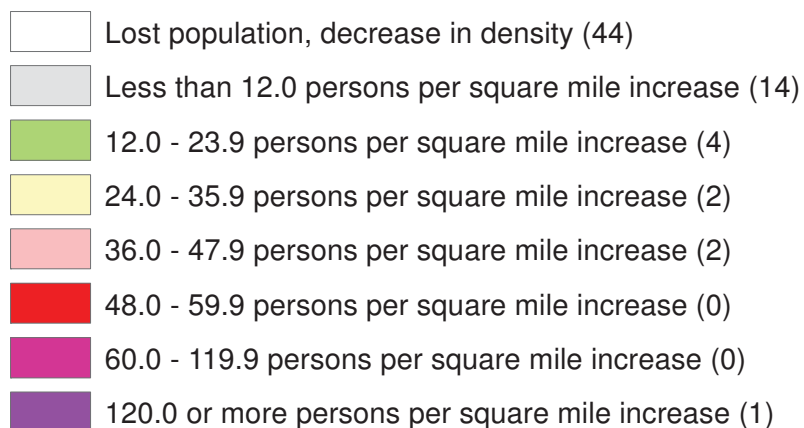 Lost population, decrease in density (44)
Less than 12.0 persons per square mile increase (14)
12.0 - 23.9 persons per square mile increase (4)
24.0 - 35.9 persons per square mile increase (2)
36.0 - 47.9 persons per square mile increase (2)
48.0 - 59.9 persons per square mile increase (0)
60.0 - 119.9 persons per square mile increase (0)
120.0 or more persons per square mile increase (1)